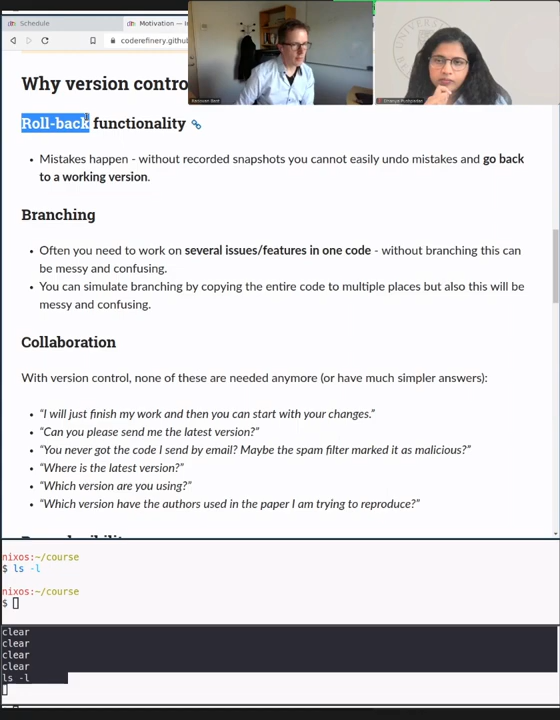 Schedule
Motivation — In
coderefinery.github
Why version contro
Roll-back functionality
• Mistakes happen - without recorded snapshots you cannot easily undo mistakes and go back
to a working version.
Branching
• Often you need to work on several issues/features in one code - without branching this can
be messy and confusing.
• You can simulate branching by copying the entire code to multiple places but also this will be
messy and confusing.
Collaboration
With version control, none of these are needed anymore (or have much simpler answers):
• “I will just finish my work and then you can start with your changes.”
• “Can you please send me the latest version?”
• “You never got the code I send by email? Maybe the spam filter marked it as malicious?”
• “Where is the latest version?”
• “Which version are you using?”
• “Which version have the authors used in the paper I am trying to reproduce?”
nixos:~/course
$ ls -l
nixos:~/course
$
clear
clear
clear
clear
ls -l